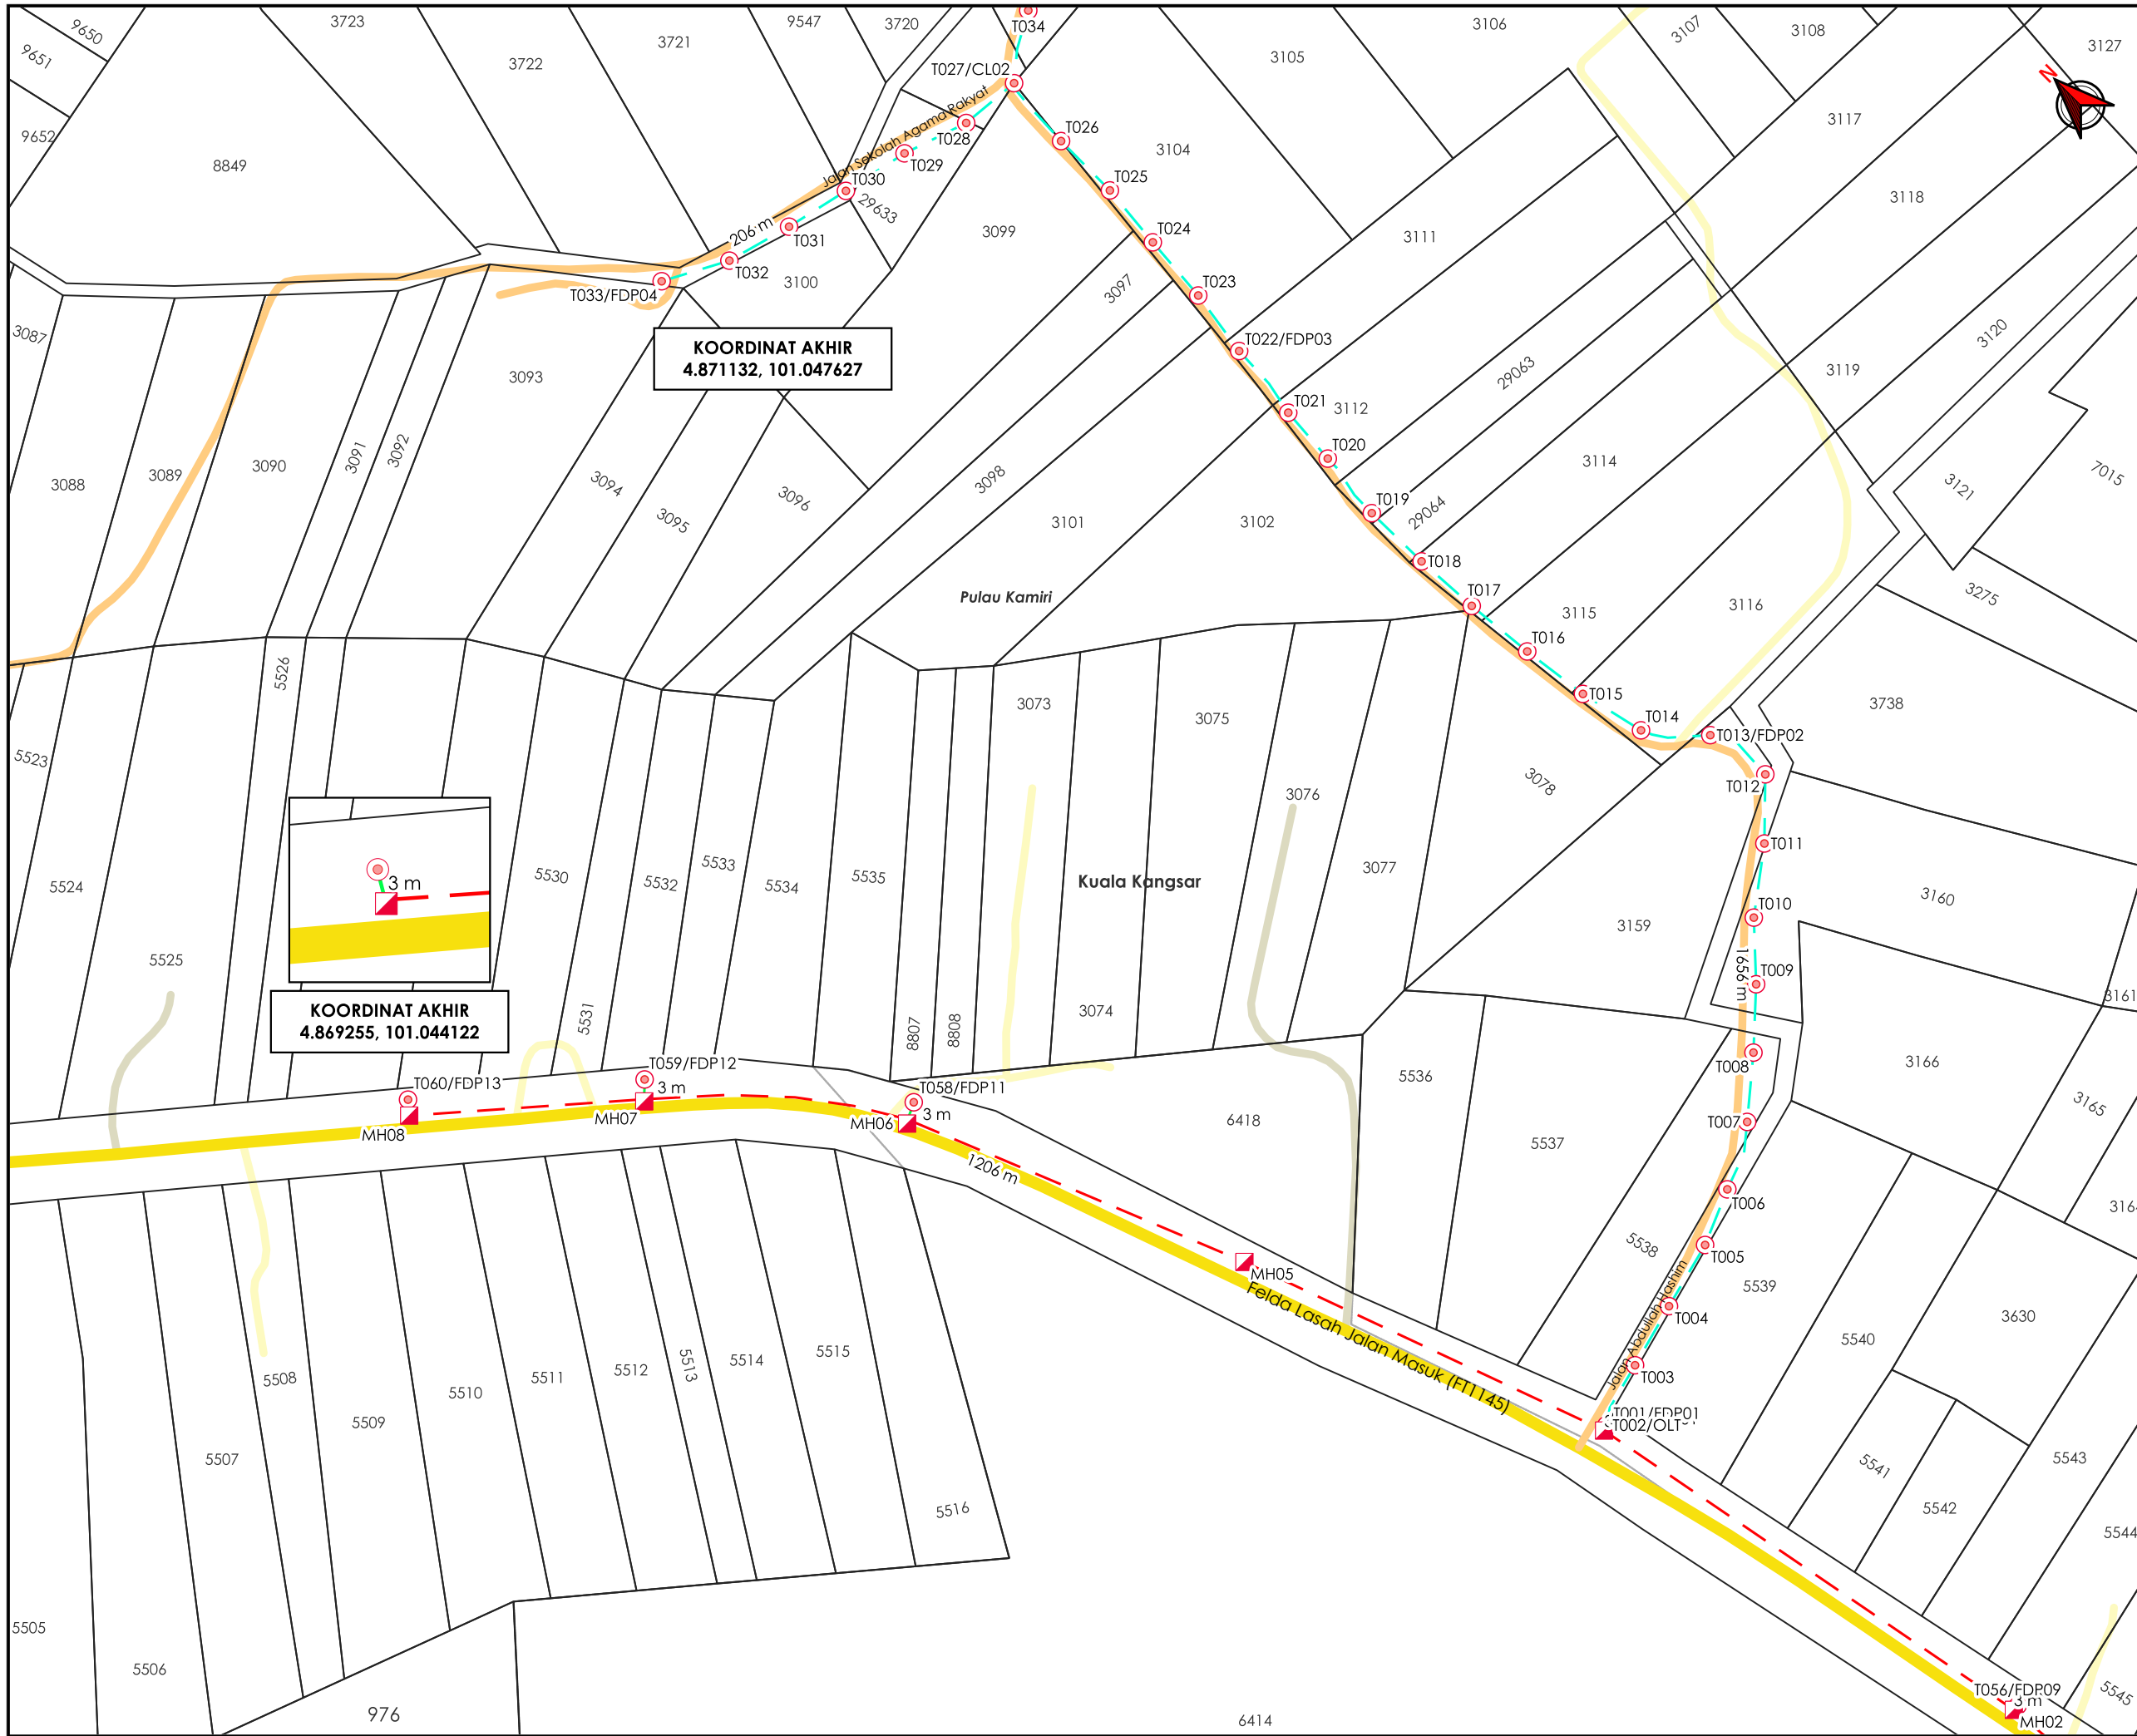 9650
3723
9547
3720
T034
3106
3107
3108
3127
9651
3722
3721
T027/CL02
3105
N
9652
8849
Jalan Sekolah Agama Rakyat
T028
T026
3104
3117
T029
T030
T025
29633
3118
206 m
T031
3099
T024
3111
T032
3100
3097
T023
T033/FDP04
3087
KOORDINAT AKHIR
4.871132, 101.047627
T022/FDP03
3120
3093
29063
3119
T021
3112
3091
3092
3090
3089
3088
T020
3114
7015
3094
3098
3096
3121
3095
3101
3102
T019
29064
T018
Pulau Kamiri
T017
3115
3116
3275
T016
5526
T015
3073
3075
T014
3738
T013/FDP02
5523
3078
T012
3076
T011
5533
5530
5532
5534
5535
Kuala Kangsar
3077
3 m
5524
3160
T010
3159
5525
1656 m
T009
3161
KOORDINAT AKHIR
4.869255, 101.044122
5531
8807
8808
3074
T059/FDP12
T008
3166
5536
T060/FDP13
3 m
T058/FDP11
3165
MH07
MH06
3 m
6418
T007
MH08
5537
1206 m
T006
3164
5538
T005
MH05
5539
Felda Lasah Jalan Masuk (FT1145)
Jalan Abdullah Hashim
T004
3630
5540
5508
5511
5512
5513
5514
5515
T003
5510
5509
T001/FDP01
T002/OLT
5507
5541
5543
5516
5542
5544
5505
5506
T056/FDP09
3 m
5545
976
6414
MH02